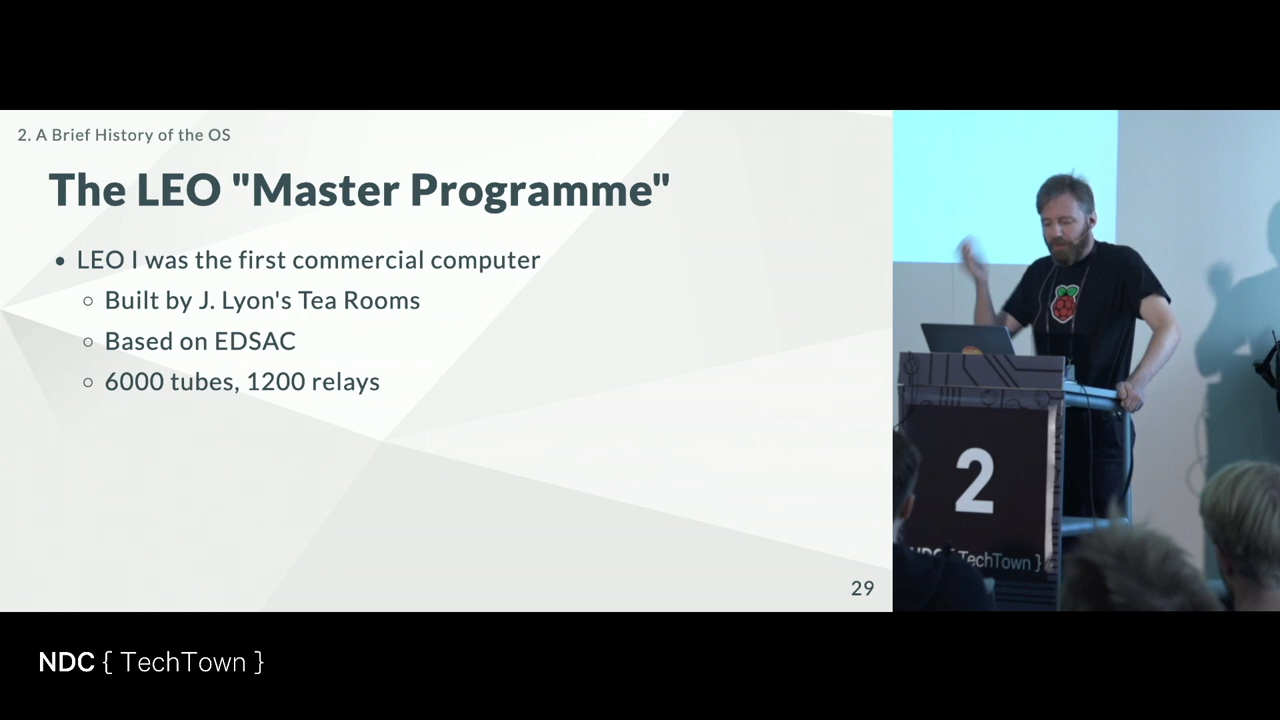 2. A Brief History of the OS
The LEO "Master Programme"
• LEO I was the first commercial computer
○ Built by J. Lyon's Tea Rooms
○ Based on EDSAC
○ 6000 tubes, 1200 relays
29
2
NDC { TechTown }
NDC { TechTown }